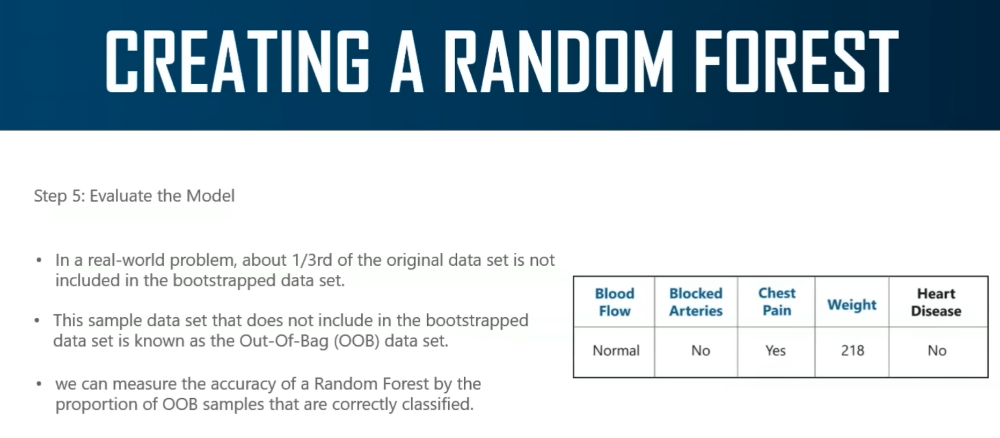 CREATING A RANDOM FOREST
Step 5: Evaluate the Model
• In a real-world problem, about 1/3rd of the original data set is not
included in the bootstrapped data set.
• This sample data set that does not include in the bootstrapped
data set is known as the Out-Of-Bag (OOB) data set.
• we can measure the accuracy of a Random Forest by the
proportion of OOB samples that are correctly classified.
Blood Flow Blocked Arteries Chest Pain Weight Heart Disease
Normal No Yes 218 No